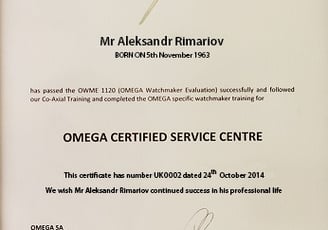 Mr Aleksandr Rimariov
BORN ON 5th November 1963
has passed the OWME 1120 (OMEGA Watchmaker Evaluation) successfully and followed
our Co-Axial Training and completed the OMEGA specific watchmaker training for
OMEGA CERTIFIED SERVICE CENTRE
This certificate has number UK0002 dated 24th October 2014
We wish Mr Aleksandr Rimariov continued success in his professional life
OMEGA SA